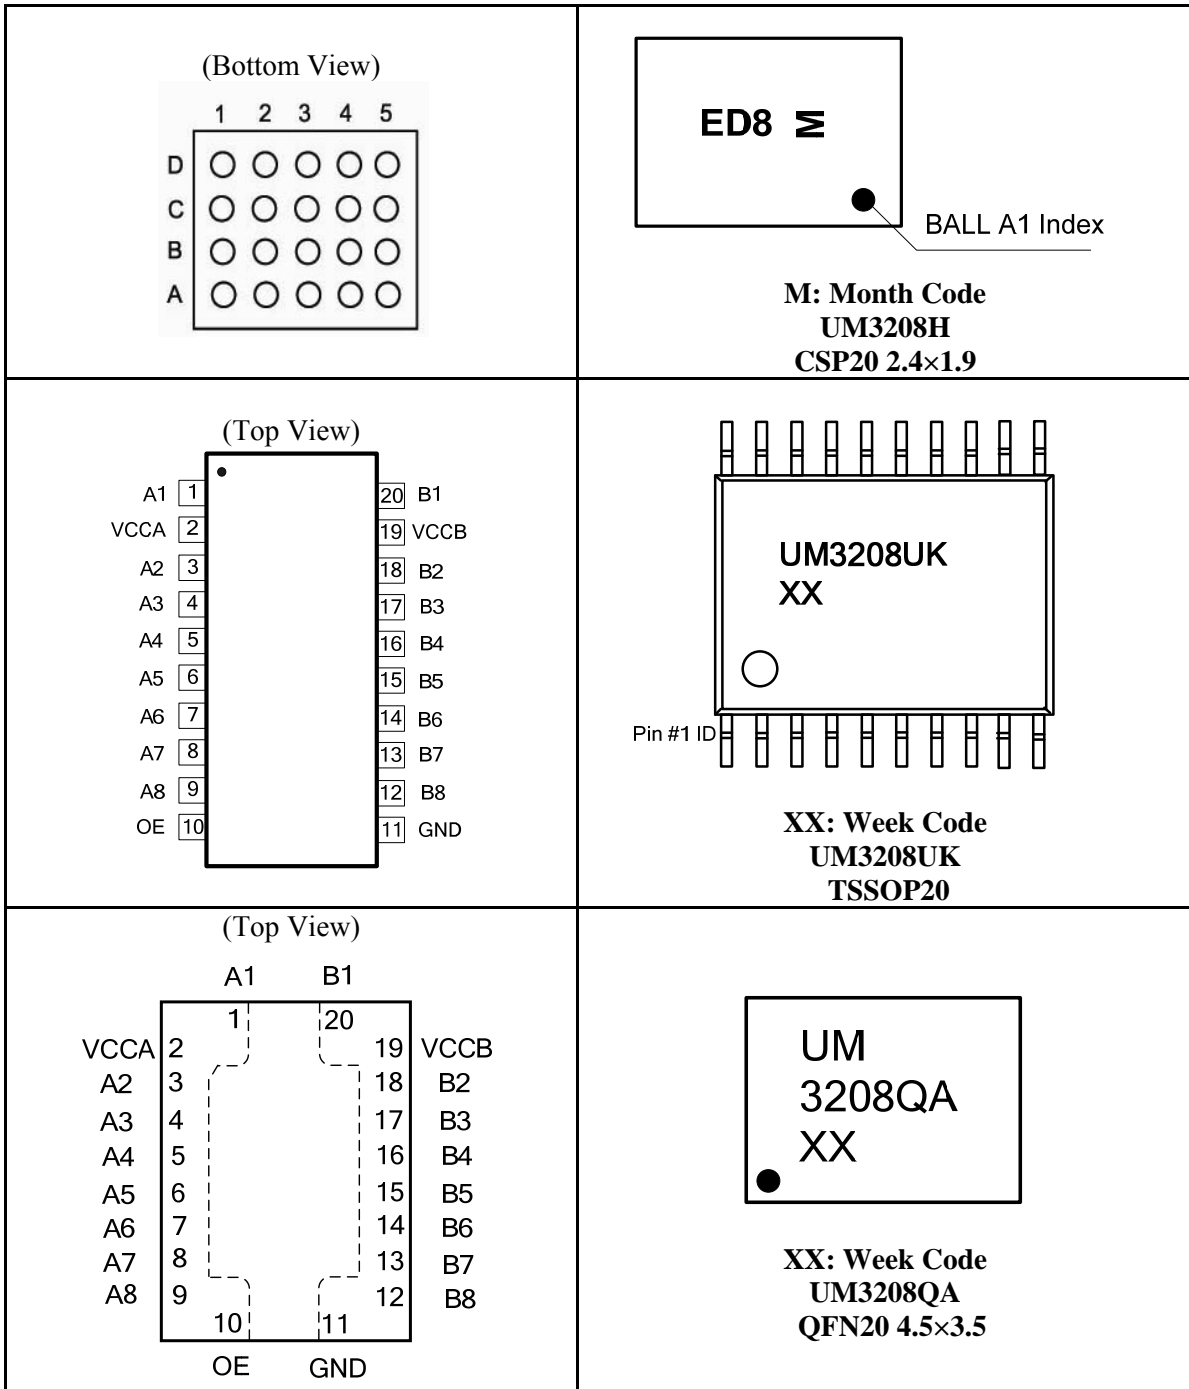 (Bottom View)
1 2 3 4 5
D
C
B
A
ED8 M
BALL A1 Index
M: Month Code
UM3208H
CSP20 2.4×1.9
(Top View)
A1 1 20 B1
VCCA 2 19 VCCB
A2 3 18 B2
A3 4 17 B3
A4 5 16 B4
A5 6 15 B5
A6 7 14 B6
A7 8 13 B7
A8 9 12 B8
OE 10 11 GND
UM3208UK
XX
Pin #1 ID
XX: Week Code
UM3208UK
TSSOP20
(Top View)
A1 B1
1 20
VCCA 2 19 VCCB
A2 3 18 B2
A3 4 17 B3
A4 5 16 B4
A5 6 15 B5
A6 7 14 B6
A7 8 13 B7
A8 9 12 B8
10 11
OE GND
UM
3208QA
XX
XX: Week Code
UM3208QA
QFN20 4.5×3.5